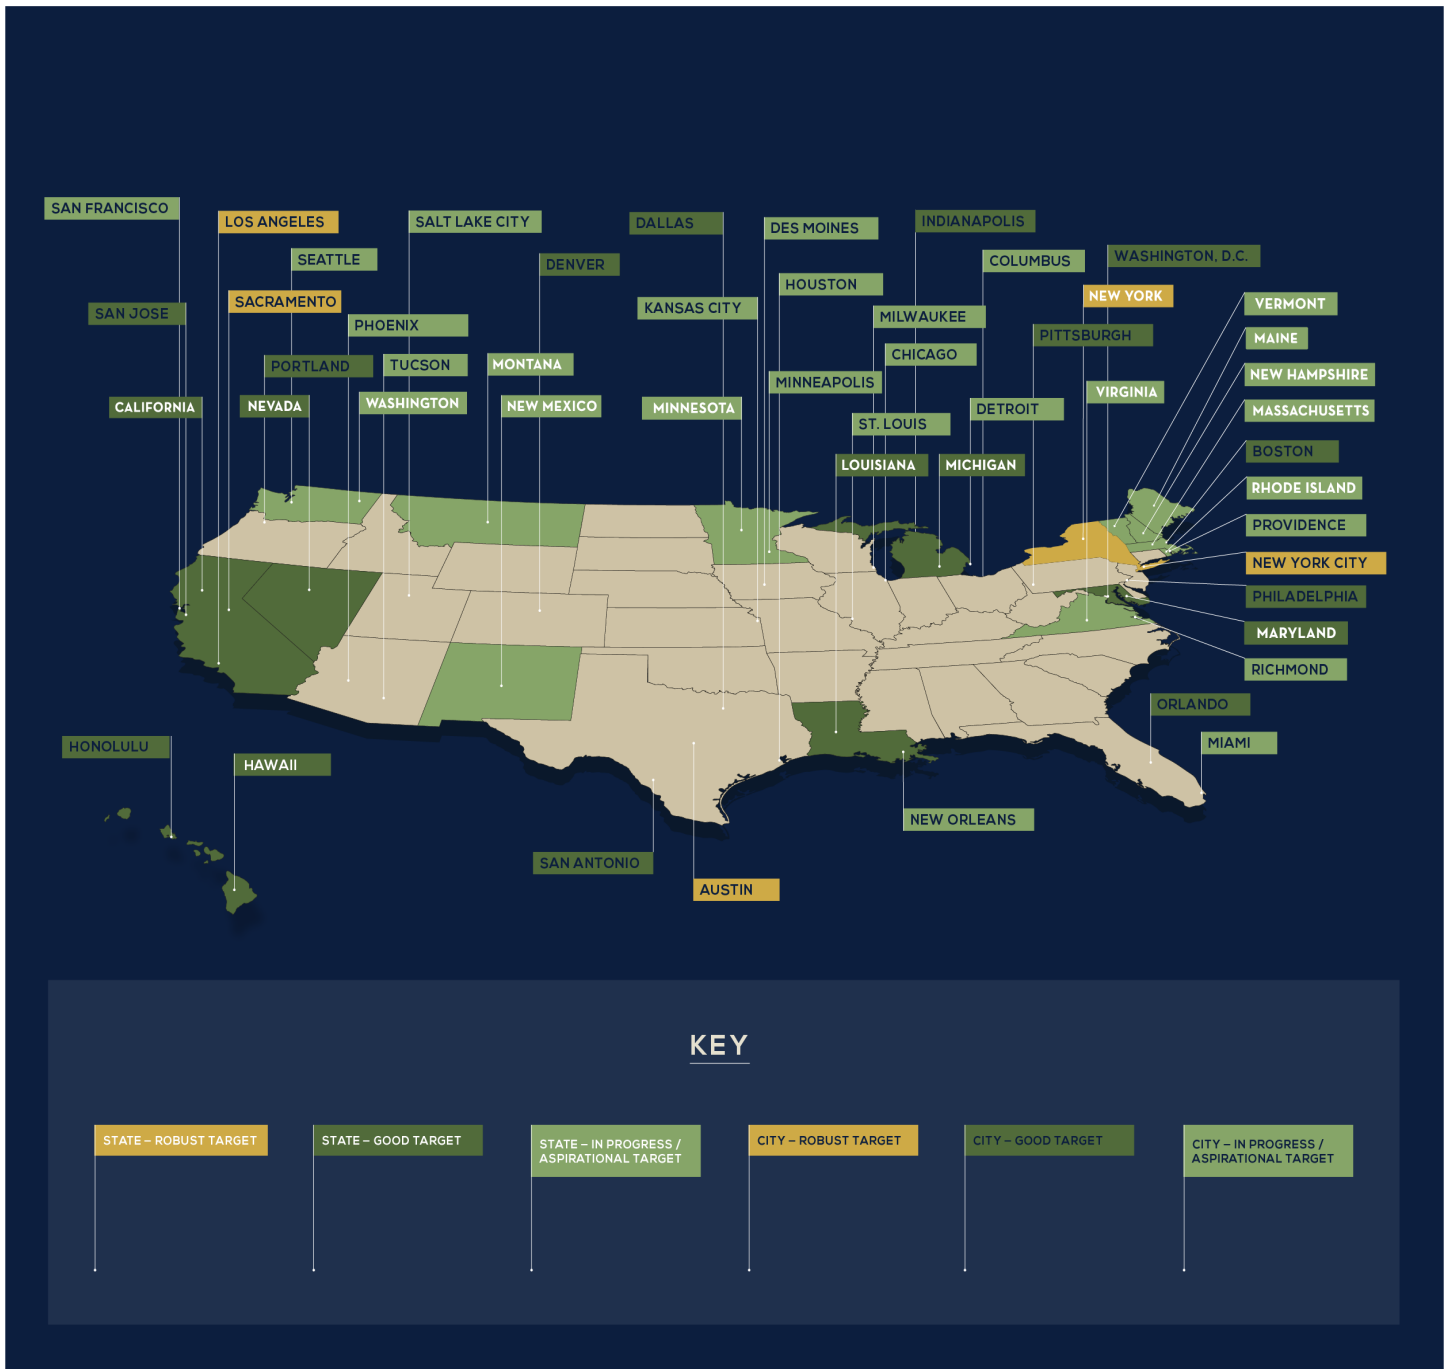 SAN FRANCISCO
LOS ANGELES
SALT LAKE CITY
DALLAS
DES MOINES
INDIANAPOLIS
SEATTLE
DENVER
COLUMBUS
WASHINGTON, D.C.
HOUSTON
SACRAMENTO
KANSAS CITY
NEW YORK
VERMONT
SAN JOSE
PHOENIX
MILWAUKEE
PITTSBURGH
MAINE
CHICAGO
PORTLAND
TUCSON
MONTANA
MINNEAPOLIS
NEW HAMPSHIRE
VIRGINIA
CALIFORNIA
NEVADA
WASHINGTON
NEW MEXICO
MINNESOTA
DETROIT
MASSACHUSETTS
ST. LOUIS
BOSTON
LOUISIANA
MICHIGAN
RHODE ISLAND
PROVIDENCE
NEW YORK CITY
PHILADELPHIA
MARYLAND
RICHMOND
ORLANDO
HONOLULU
MIAMI
HAWAII
NEW ORLEANS
SAN ANTONIO
AUSTIN
KEY
STATE – ROBUST TARGET
STATE – GOOD TARGET
STATE – IN PROGRESS /
ASPIRATIONAL TARGET
CITY – ROBUST TARGET
CITY – GOOD TARGET
CITY – IN PROGRESS /
ASPIRATIONAL TARGET